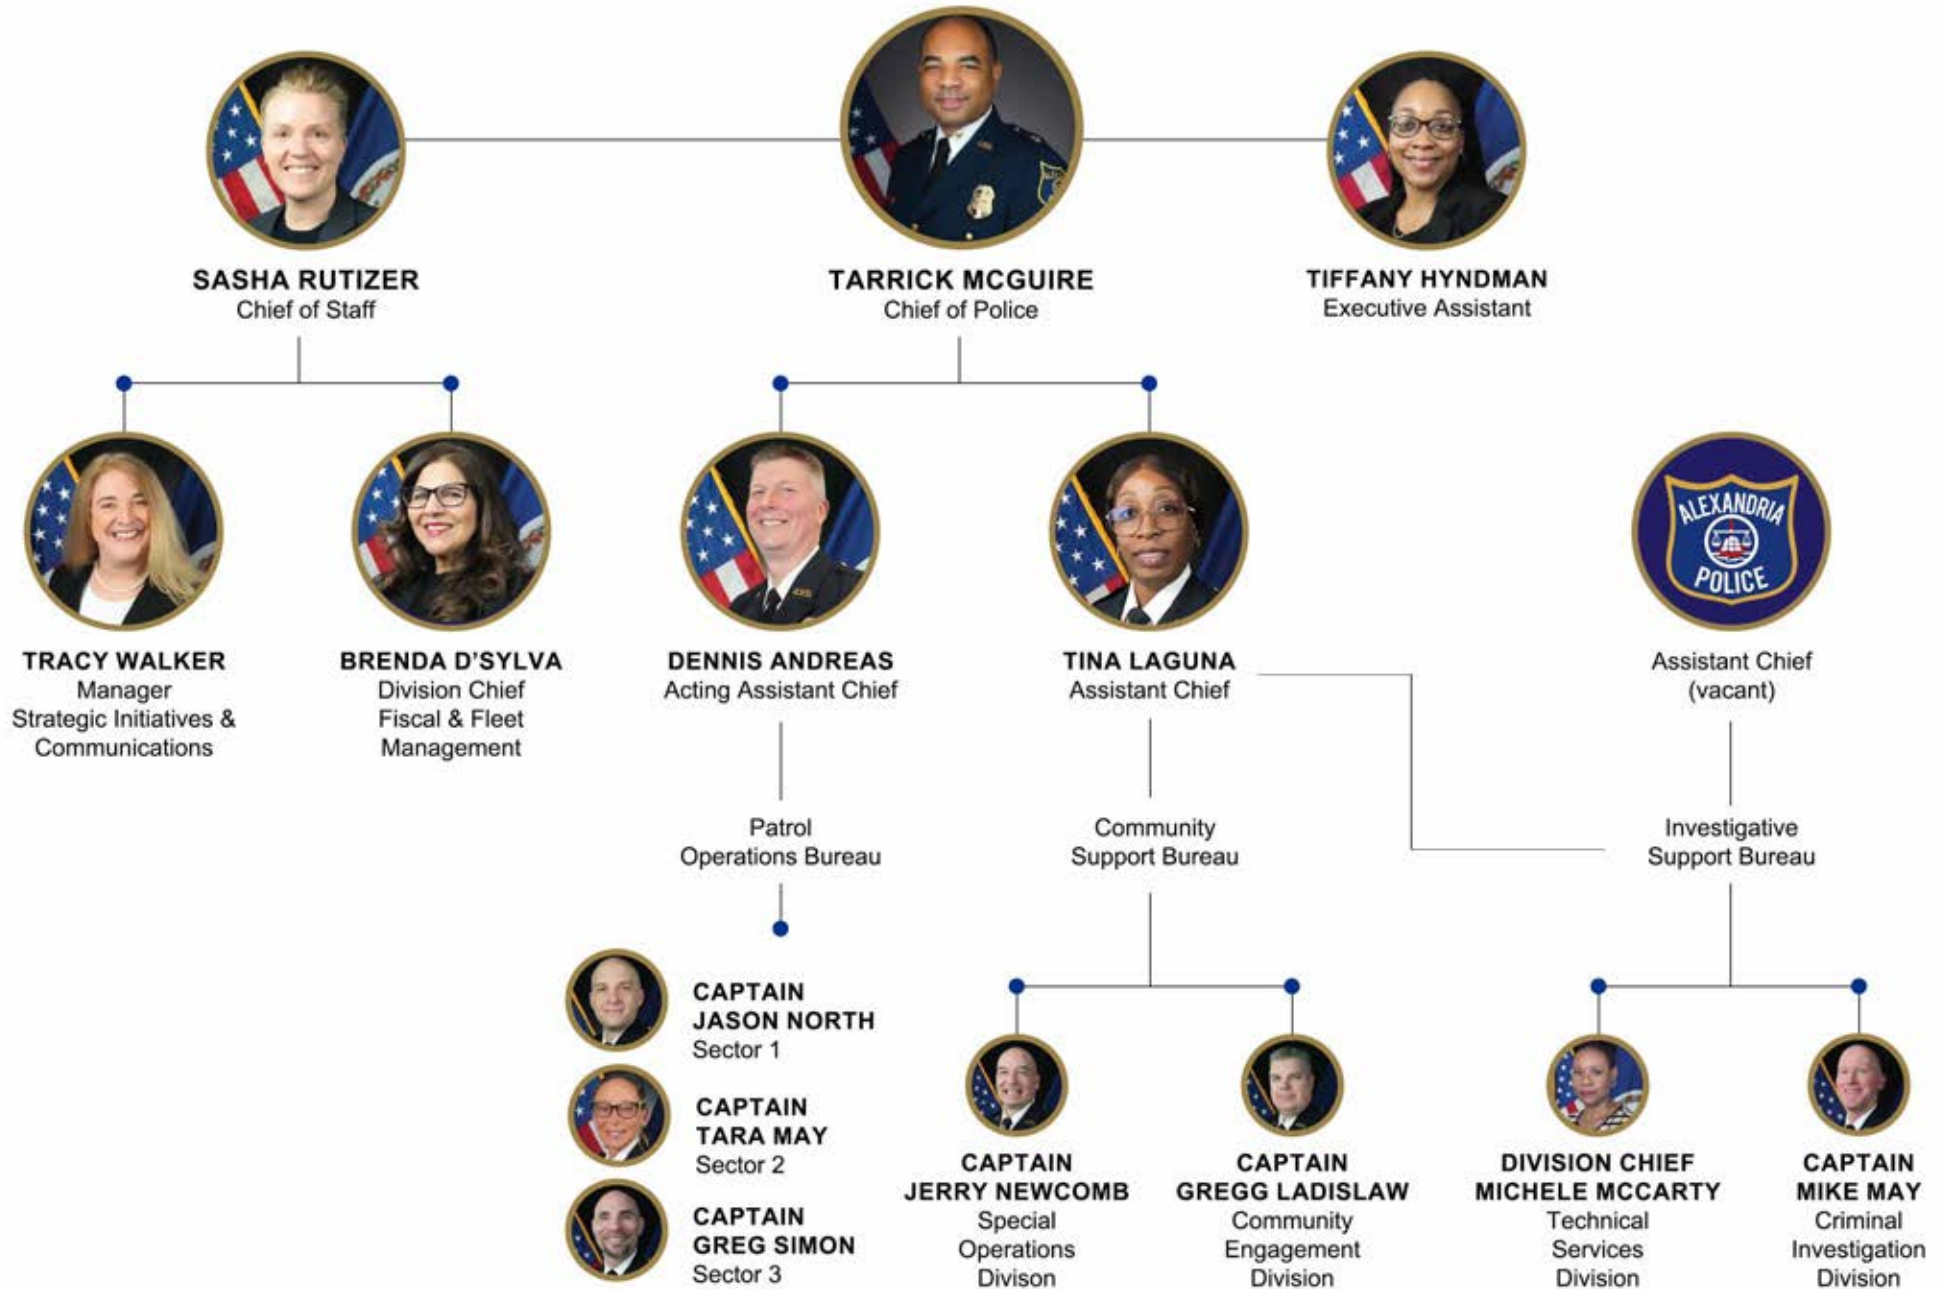 SASHA RUTIZER
Chief of Staff
TARRICK MCGUIRE
Chief of Police
TIFFANY HYNDMAN
Executive Assistant
TRACY WALKER
Manager
Strategic Initiatives &
Communications
BRENDA D'SYLVA
Division Chief
Fiscal & Fleet
Management
DENNIS ANDREAS
Acting Assistant Chief
TINA LAGUNA
Assistant Chief
ALEXANDRIA
POLICE
Assistant Chief
(vacant)
Patrol
Operations Bureau
Community
Support Bureau
Investigative
Support Bureau
CAPTAIN
JASON NORTH
Sector 1
CAPTAIN
TARA MAY
Sector 2
CAPTAIN
GREG SIMON
Sector 3
CAPTAIN
JERRY NEWCOMB
Special
Operations
Divison
CAPTAIN
GREGG LADISLAW
Community
Engagement
Division
DIVISION CHIEF
MICHELE MCCARTY
Technical
Services
Division
CAPTAIN
MIKE MAY
Criminal
Investigation
Division